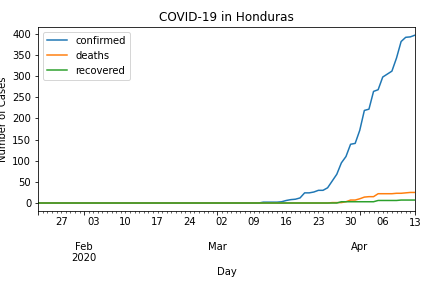 COVID-19 in Honduras
confirmed
deaths
recovered
400
350
300
250
200
150
100
50
0
Number of Cases
27 03 10 17 24 02 09 16 23 30 06 13
Feb Mar Apr
2020
Day